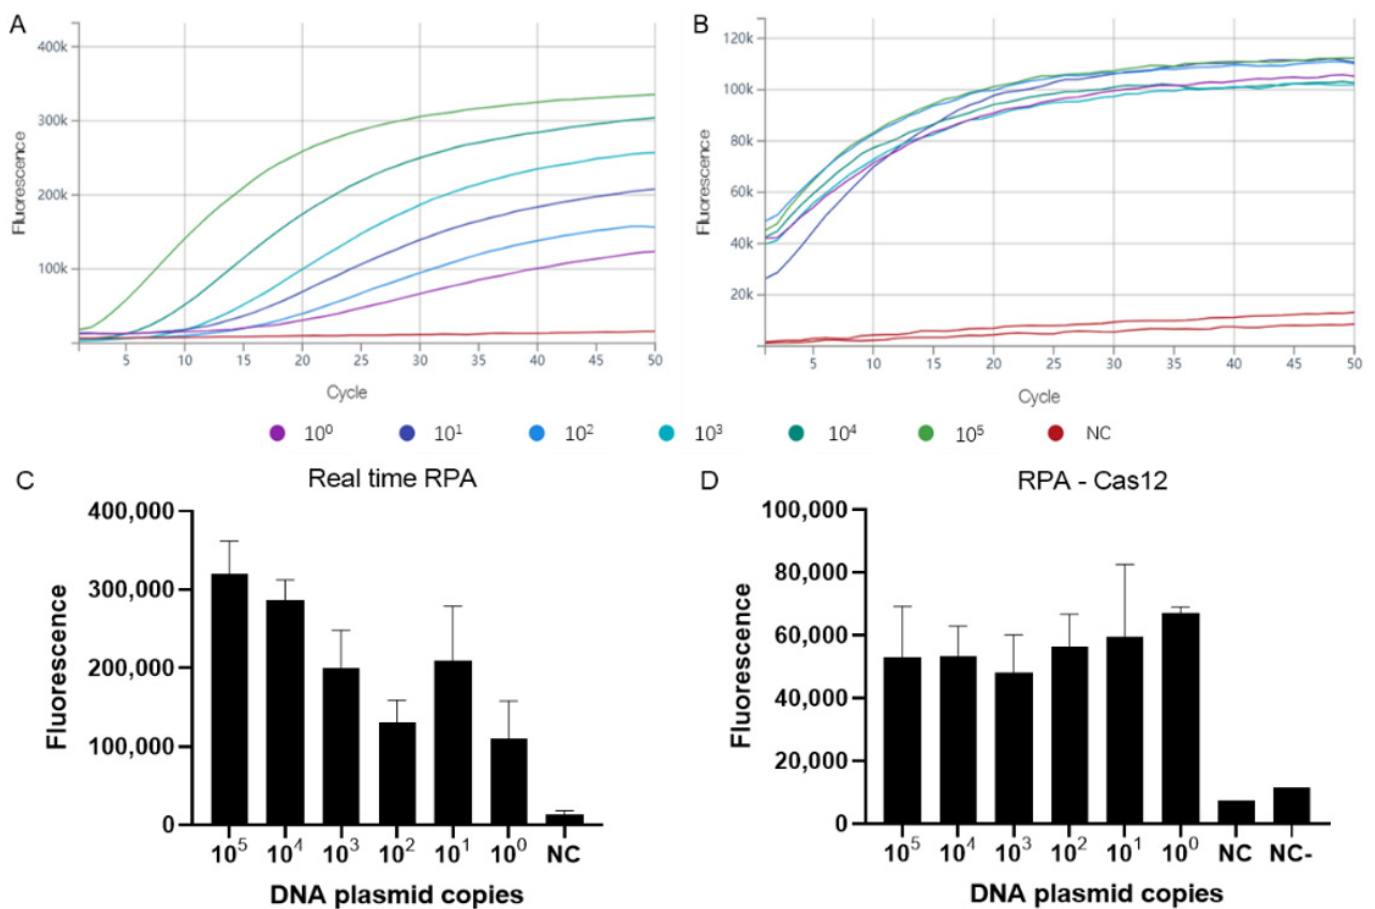 A
400k
300k
200k
100k
0
5 10 15 20 25 30 35 40 45 50
Fluorescence
Cycle
B
120k
100k
80k
60k
40k
20k
5 10 15 20 25 30 35 40 45 50
Fluorescence
Cycle
10⁰ 10¹ 10² 10³ 10⁴ 10⁵ NC
C
Real time RPA
400,000
300,000
200,000
100,000
0
Fluorescence
10⁵ 10⁴ 10³ 10² 10¹ 10⁰ NC
DNA plasmid copies
D
RPA - Cas12
100,000
80,000
60,000
40,000
20,000
0
Fluorescence
10⁵ 10⁴ 10³ 10² 10¹ 10⁰ NC NC-
DNA plasmid copies